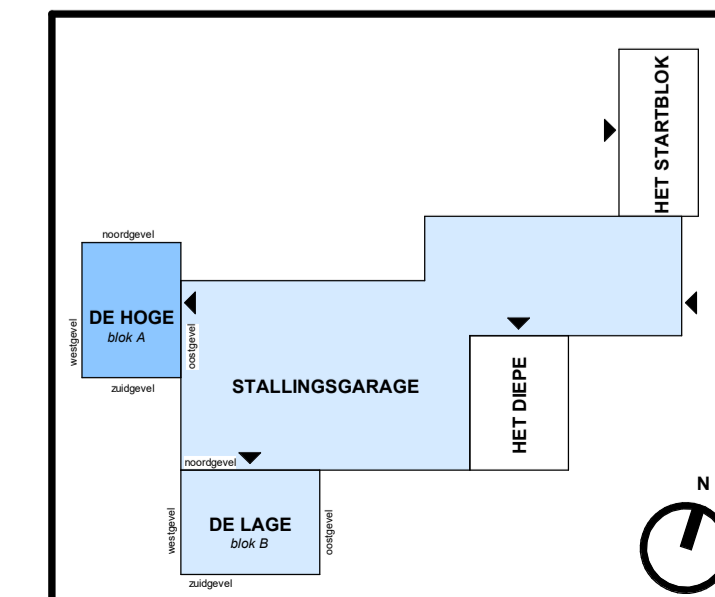 HET STARTBLOK
noordgevel
DE HOGE
blok A
westgevel
oostgevel
zuidgevel
STALLINGSGARAGE
HET DIEPE
noordgevel
DE LAGE
blok B
westgevel
oostgevel
zuidgevel
N